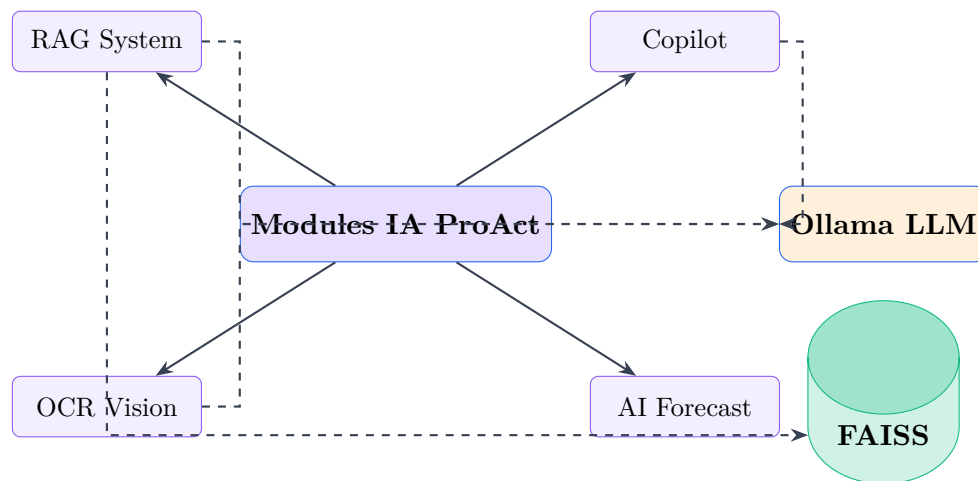 RAG System
Copilot
Modules IA ProAct
Ollama LLM
OCR Vision
AI Forecast
FAISS